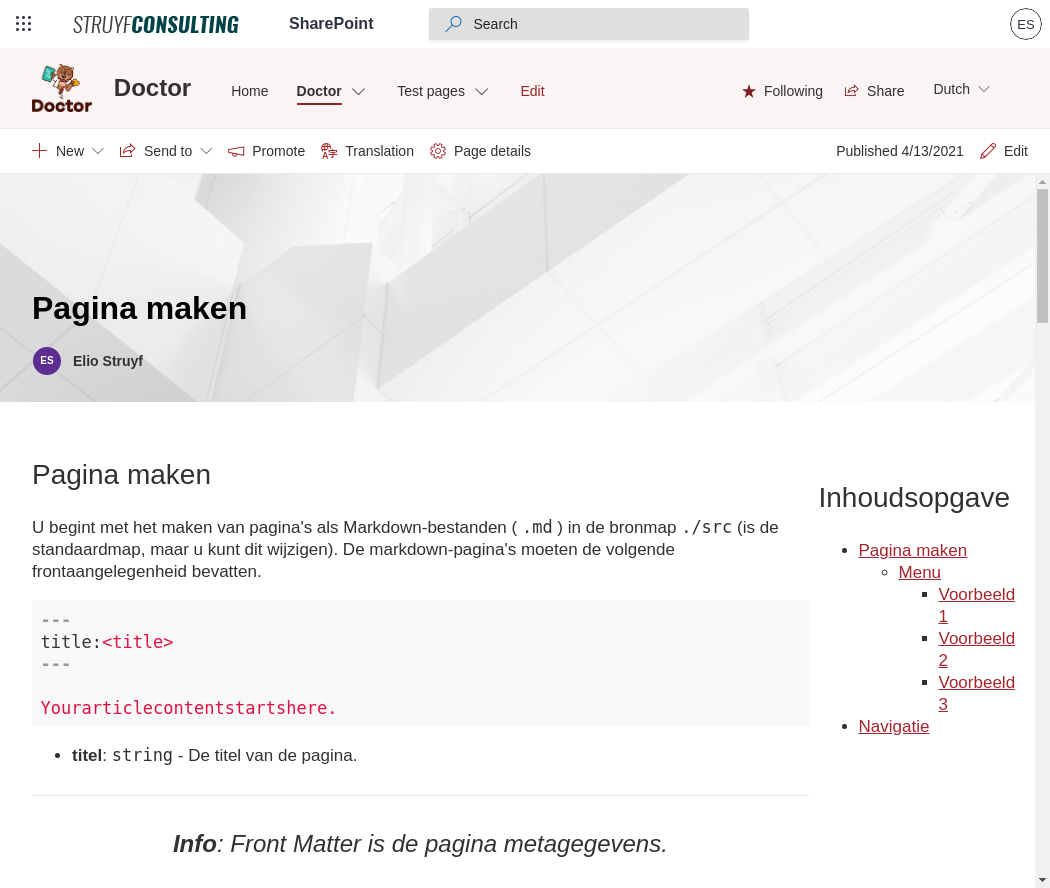 STRUYFCONSULTING SharePoint Search ES
Doctor Doctor Home Doctor Test pages Edit Following Share Dutch
New Send to Promote Translation Page details Published 4/13/2021 Edit
Pagina maken
ES Elio Struyf
Pagina maken
U begint met het maken van pagina's als Markdown-bestanden ( .md ) in de bronmap ./src (is de
standaardmap, maar u kunt dit wijzigen). De markdown-pagina's moeten de volgende
frontaangelegenheid bevatten.
---
title:<title>
---
Yourarticlecontentstartshere.
• titel: string - De titel van de pagina.
Info: Front Matter is de pagina metagegevens.
Inhoudsopgave
• Pagina maken
◦ Menu
▪ Voorbeeld
1
▪ Voorbeeld
2
▪ Voorbeeld
3
• Navigatie